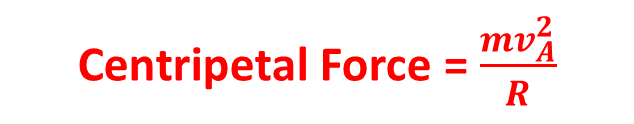 Centripetal Force = mv_A^2 / R